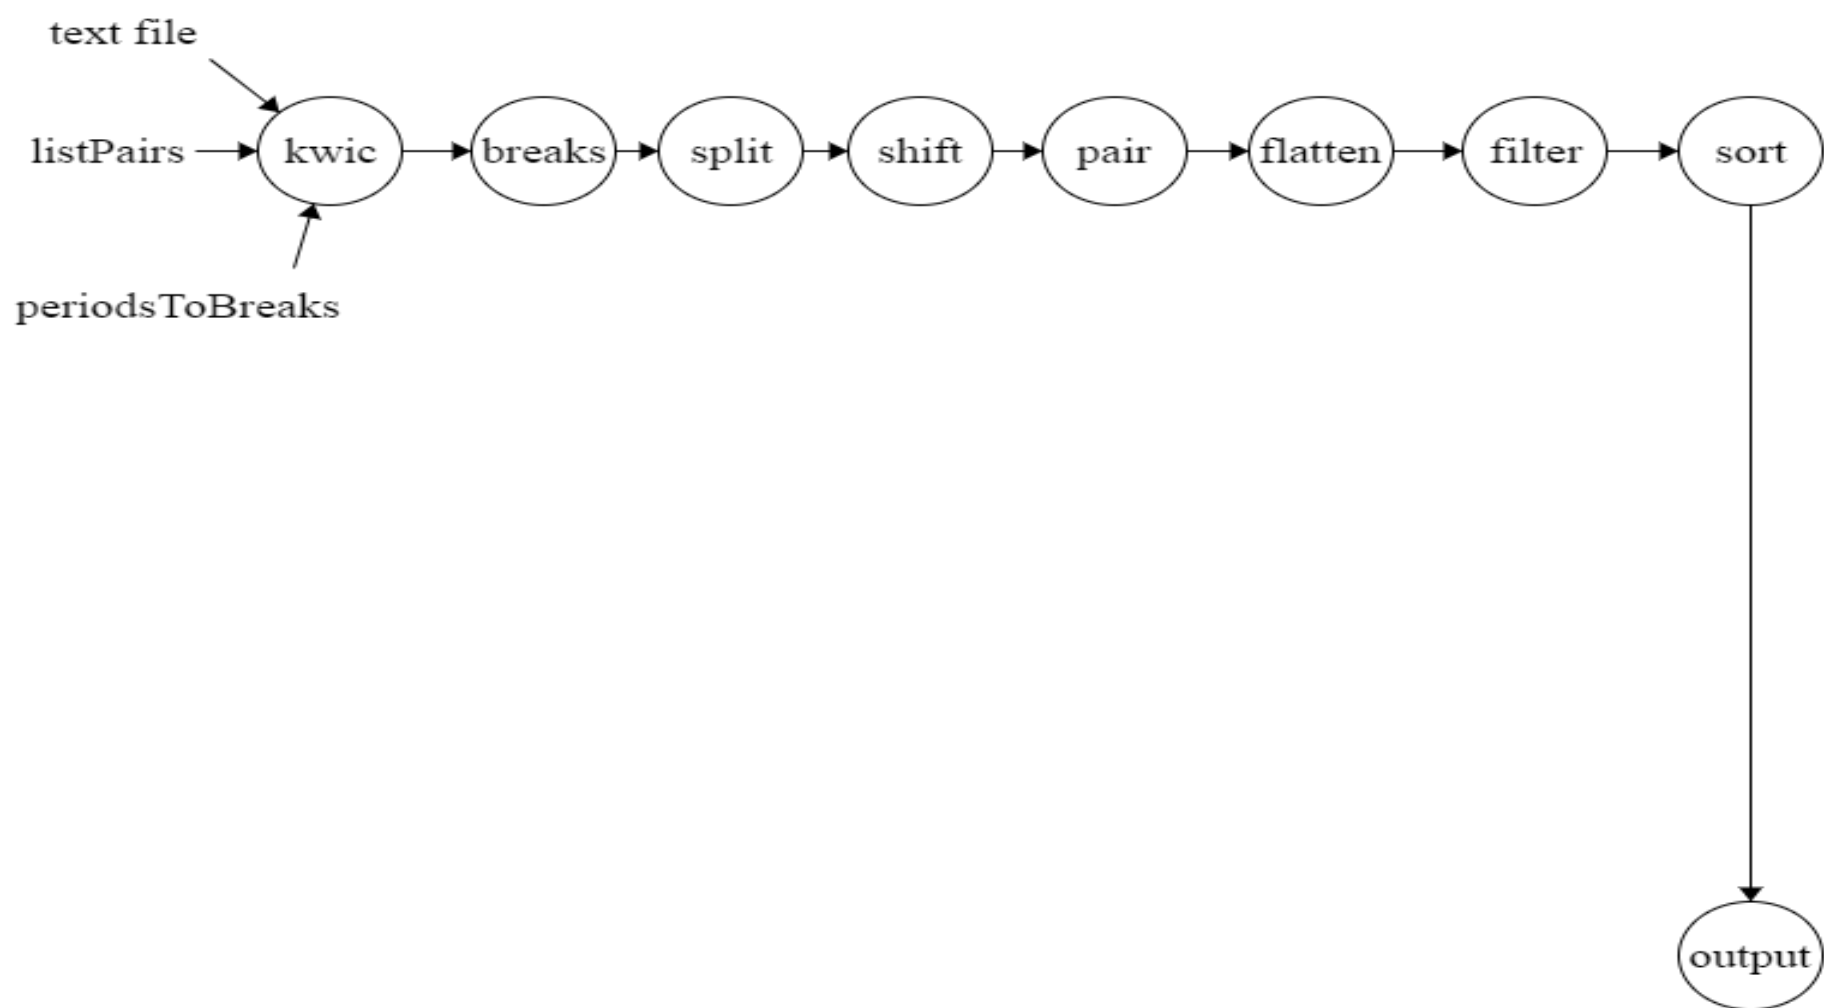 text file
listPairs
kwic
breaks
split
shift
pair
flatten
filter
sort
periodsToBreaks
output